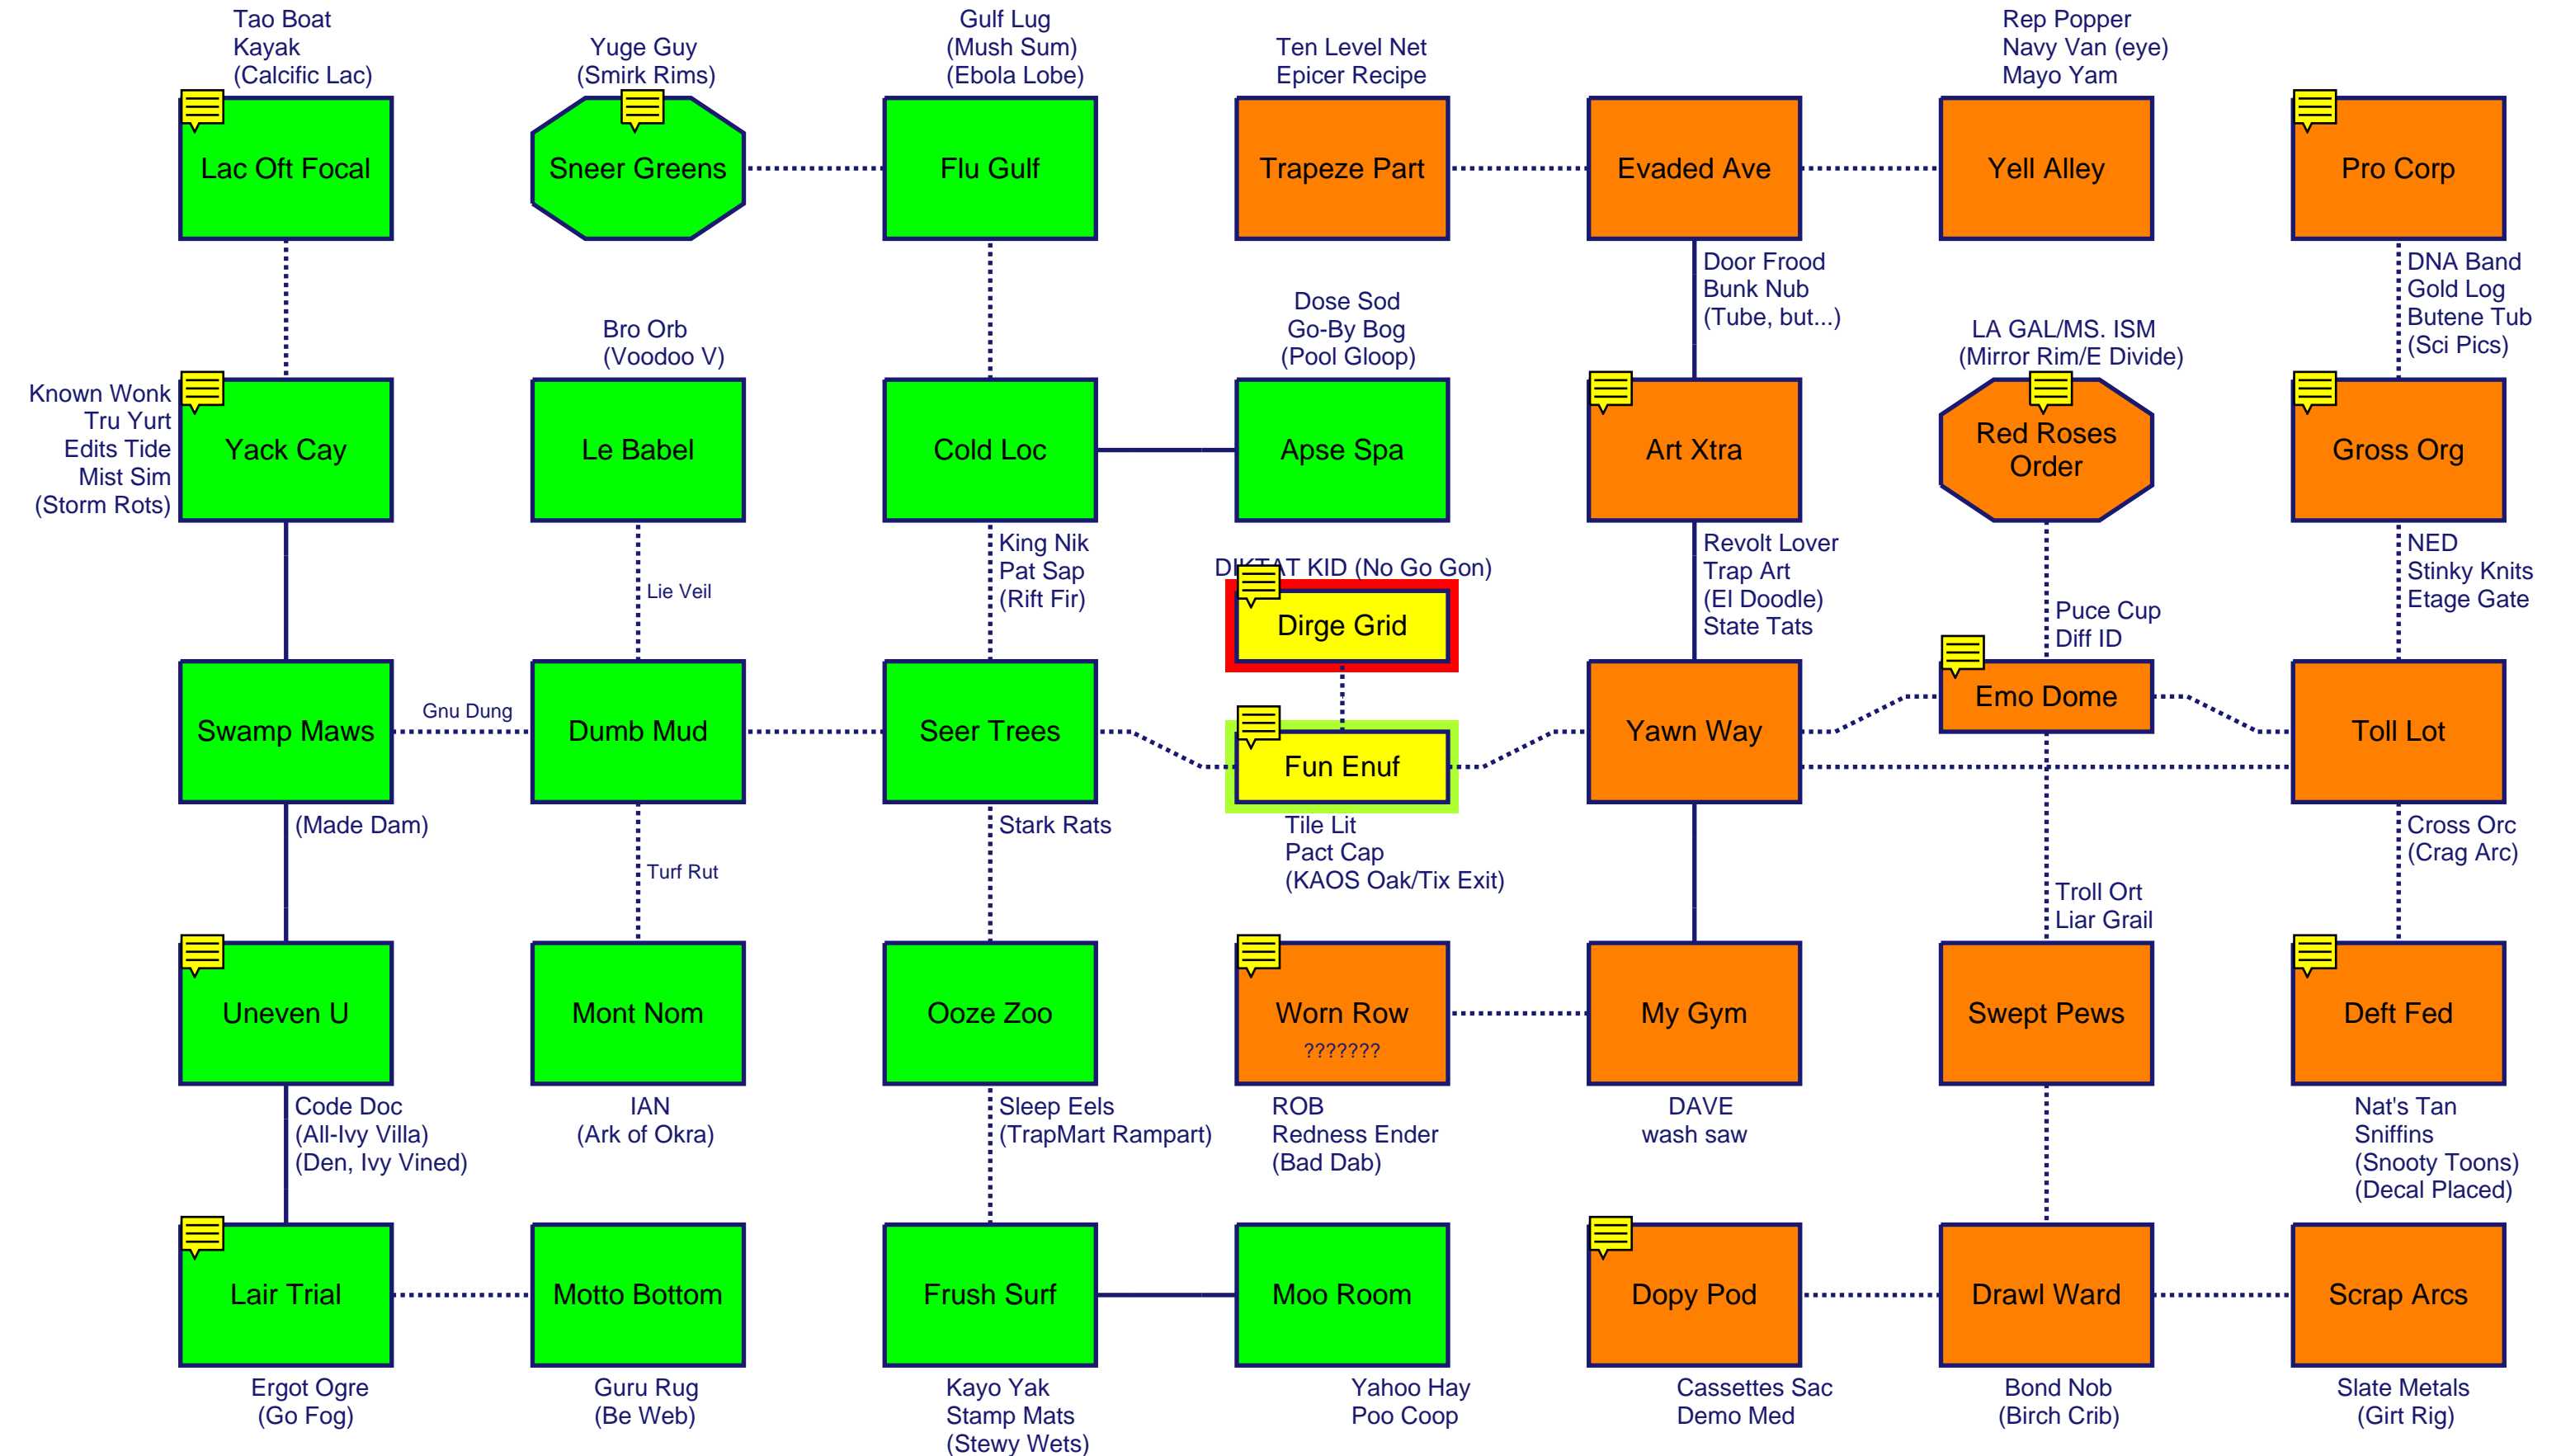 Tao Boat
Kayak
(Calcific Lac)
Yuge Guy
(Smirk Rims)
Gulf Lug
(Mush Sum)
(Ebola Lobe)
Ten Level Net
Epicer Recipe
Rep Popper
Navy Van (eye)
Mayo Yam
Lac Oft Focal
Sneer Greens
Flu Gulf
Trapeze Part
Evaded Ave
Yell Alley
Pro Corp
Door Frood
Bunk Nub
(Tube, but...)
DNA Band
Gold Log
Butene Tub
(Sci Pics)
Bro Orb
(Voodoo V)
Dose Sod
Go-By Bog
(Pool Gloop)
LA GAL/MS. ISM
(Mirror Rim/E Divide)
Known Wonk
Tru Yurt
Edits Tide
Mist Sim
(Storm Rots)
Yack Cay
Le Babel
Cold Loc
Apse Spa
Art Xtra
Red Roses
Order
Gross Org
King Nik
Pat Sap
(Rift Fir)
Revolt Lover
Trap Art
(El Doodle)
State Tats
NED
Stinky Knits
Etage Gate
Lie Veil
DIKTAT KID (No Go Gon)
Dirge Grid
Puce Cup
Diff ID
Swamp Maws
Gnu Dung
Dumb Mud
Seer Trees
Fun Enuf
Yawn Way
Emo Dome
Toll Lot
(Made Dam)
Turf Rut
Stark Rats
Tile Lit
Pact Cap
(KAOS Oak/Tix Exit)
Troll Ort
Liar Grail
Cross Orc
(Crag Arc)
Uneven U
Mont Nom
Ooze Zoo
Worn Row
???????
My Gym
Swept Pews
Deft Fed
Code Doc
(All-Ivy Villa)
(Den, Ivy Vined)
IAN
(Ark of Okra)
Sleep Eels
(TrapMart Rampart)
ROB
Redness Ender
(Bad Dab)
DAVE
wash saw
Nat's Tan
Sniffins
(Snooty Toons)
(Decal Placed)
Lair Trial
Motto Bottom
Frush Surf
Moo Room
Dopy Pod
Drawl Ward
Scrap Arcs
Ergot Ogre
(Go Fog)
Guru Rug
(Be Web)
Kayo Yak
Stamp Mats
(Stewy Wets)
Yahoo Hay
Poo Coop
Cassettes Sac
Demo Med
Bond Nob
(Birch Crib)
Slate Metals
(Girt Rig)